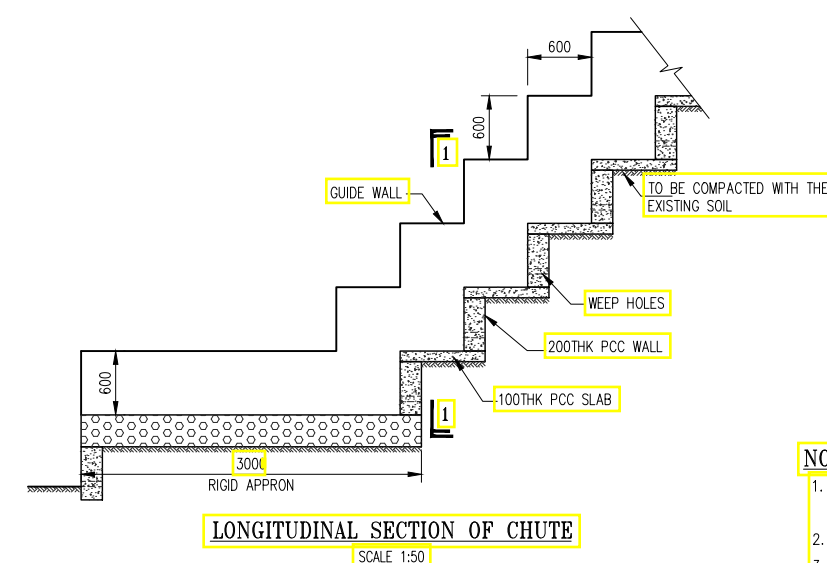 600
600
1
GUIDE WALL
TO BE COMPACTED WITH THE
EXISTING SOIL
WEEP HOLES
200THK PCC WALL
600
100THK PCC SLAB
1
3000
RIGID APPRON
NO
1.
LONGITUDINAL SECTION OF CHUTE
2.
SCALE 1:50